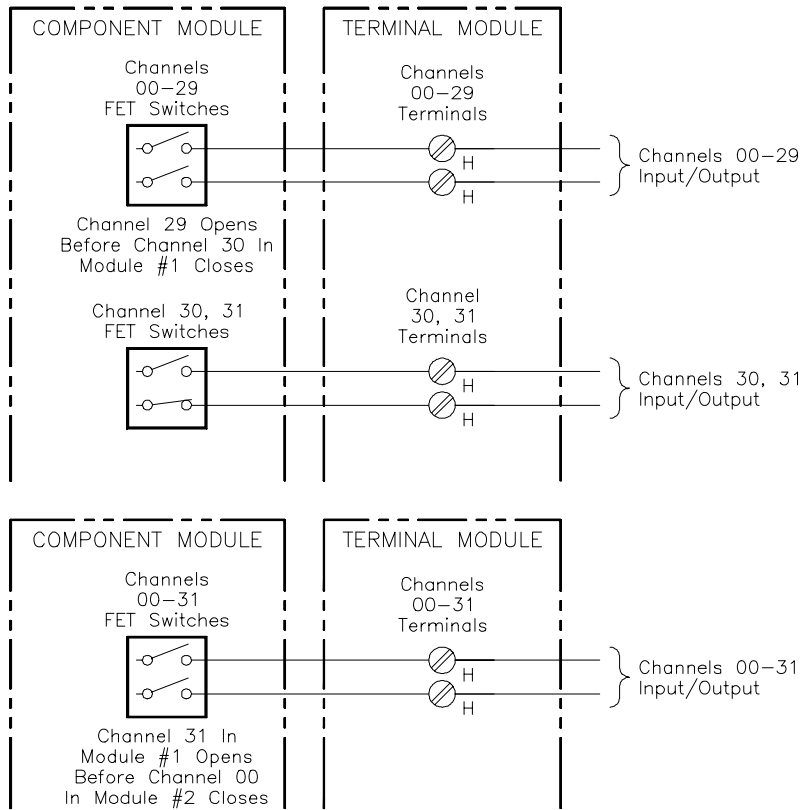 COMPONENT MODULE
TERMINAL MODULE
Channels
00-29
FET Switches
Channels
00-29
Terminals
H
H
Channels 00-29
Input/Output
Channel 29 Opens
Before Channel 30 In
Module #1 Closes
Channel 30, 31
FET Switches
Channel
30, 31
Terminals
H
H
Channels 30, 31
Input/Output
COMPONENT MODULE
TERMINAL MODULE
Channels
00-31
FET Switches
Channels
00-31
Terminals
H
H
Channels 00-31
Input/Output
Channel 31 In
Module #1 Opens
Before Channel 00
In Module #2 Closes